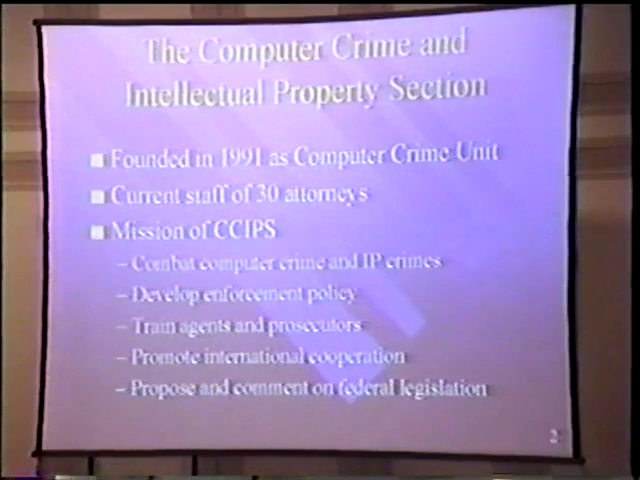 The Computer Crime and
Intellectual Property Section
Founded in 1991 as Computer Crime Unit
Current staff of 30 attorneys
Mission of CCIPS
– Combat computer crime and IP crimes
– Develop enforcement policy
– Train agents and prosecutors
– Promote international cooperation
– Propose and comment on federal legislation
2